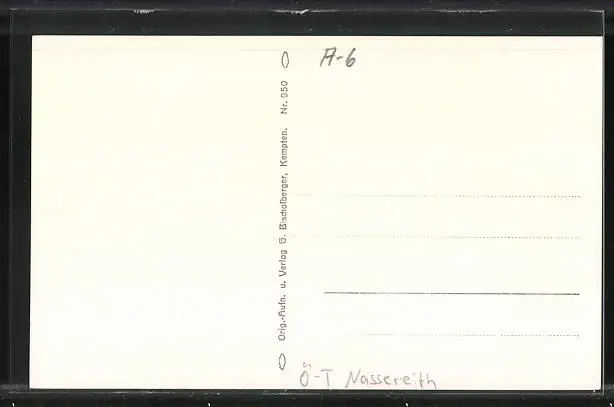 A-6
Orig.-Aufn. u. Verlag G. Bischofberger, Kempten. Nr. 950
Ö-T Nassereith